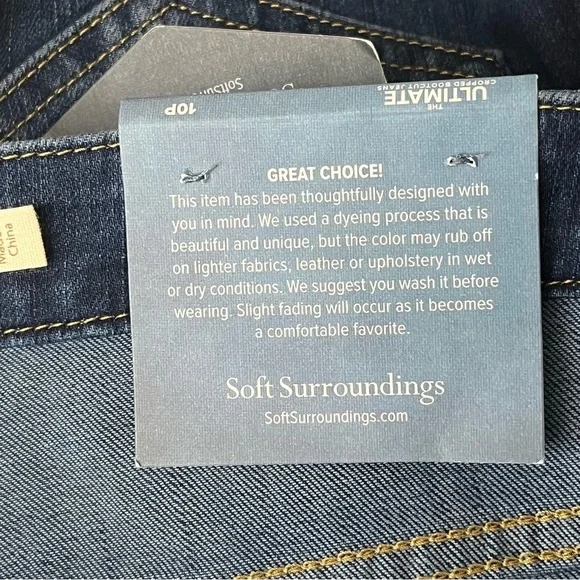 SoftSurr
10P
THE
ULTIMATE
CROPPED BOOTCUT JEANS
GREAT CHOICE!
This item has been thoughtfully designed with
you in mind. We used a dyeing process that is
beautiful and unique, but the color may rub off
on lighter fabrics, leather or upholstery in wet
or dry conditions. We suggest you wash it before
wearing. Slight fading will occur as it becomes
a comfortable favorite.
Soft Surroundings
SoftSurroundings.com
Made
China